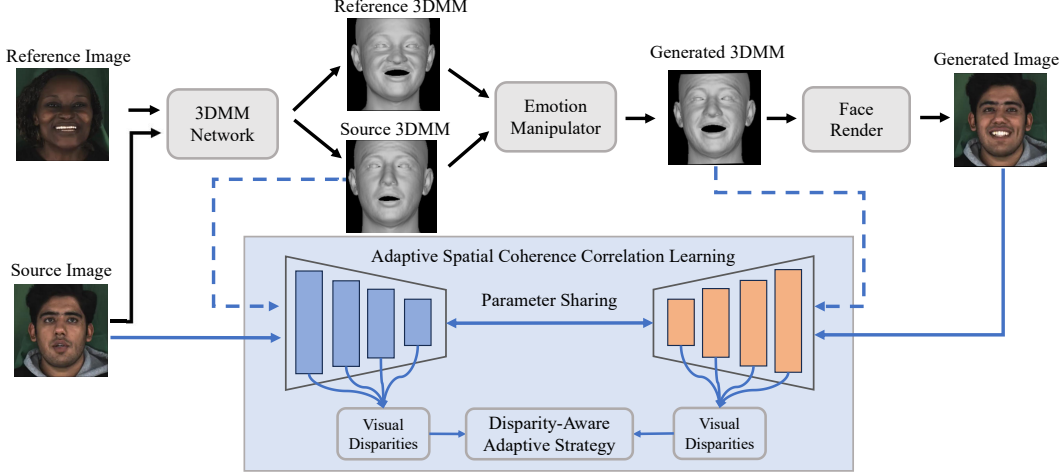 Reference 3DMM
Reference Image
Generated 3DMM
Generated Image
3DMM
Network
Source 3DMM
Emotion
Manipulator
Face
Render
Source Image
Adaptive Spatial Coherence Correlation Learning
Parameter Sharing
Visual
Disparities
Disparity-Aware
Adaptive Strategy
Visual
Disparities